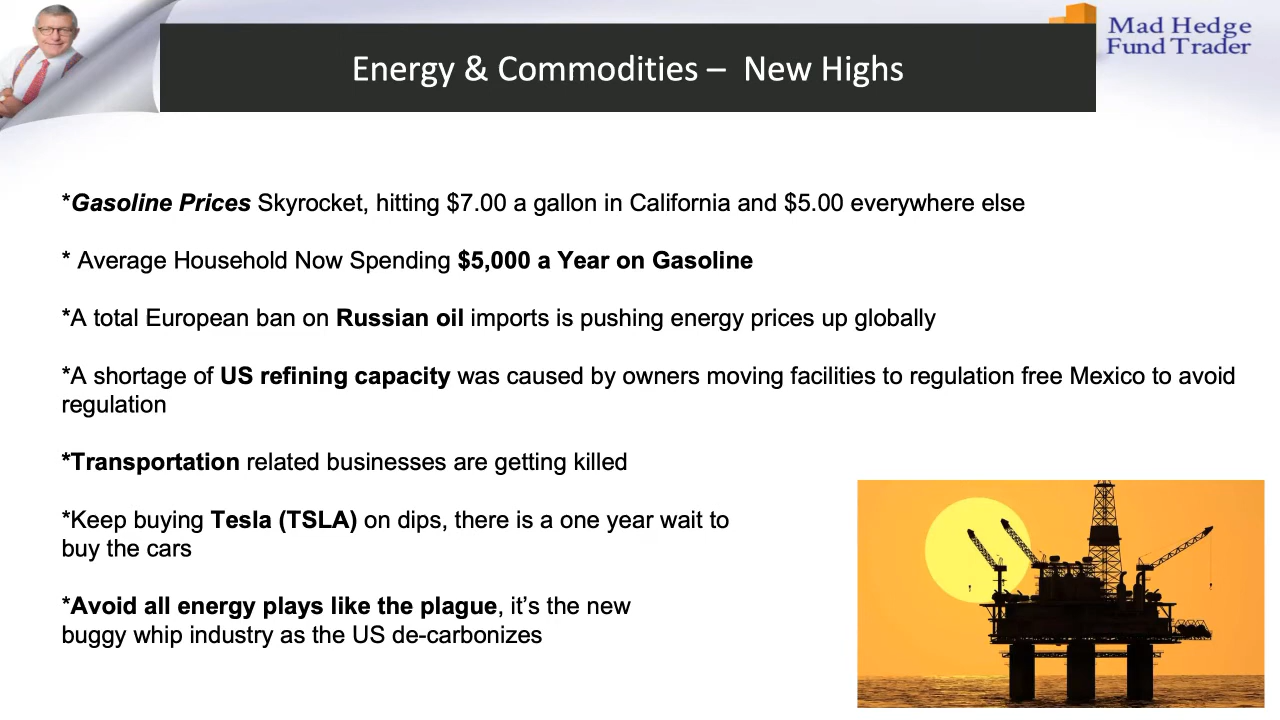 Mad Hedge
Fund Trader
Energy & Commodities – New Highs
*Gasoline Prices Skyrocket, hitting $7.00 a gallon in California and $5.00 everywhere else
* Average Household Now Spending $5,000 a Year on Gasoline
*A total European ban on Russian oil imports is pushing energy prices up globally
*A shortage of US refining capacity was caused by owners moving facilities to regulation free Mexico to avoid
regulation
*Transportation related businesses are getting killed
*Keep buying Tesla (TSLA) on dips, there is a one year wait to
buy the cars
*Avoid all energy plays like the plague, it’s the new
buggy whip industry as the US de-carbonizes